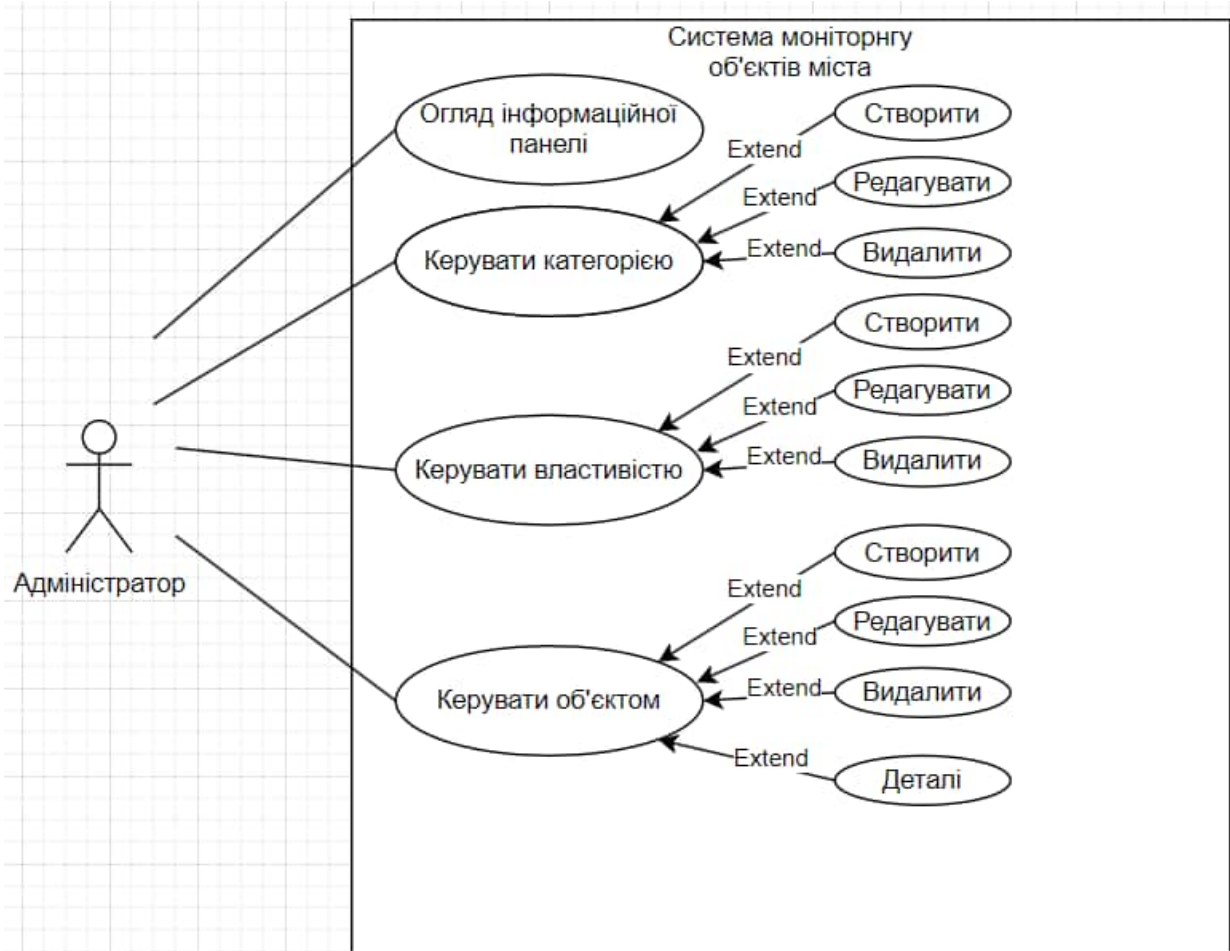 Система моніторнгу
об'єктів міста
Огляд інформаційної
панелі
Створити
Extend
Редагувати
Extend
Керувати категорією
Extend
Видалити
Створити
Extend
Редагувати
Extend
Керувати властивістю
Extend
Видалити
Адміністратор
Створити
Extend
Редагувати
Extend
Керувати об'єктом
Extend
Видалити
Extend
Деталі